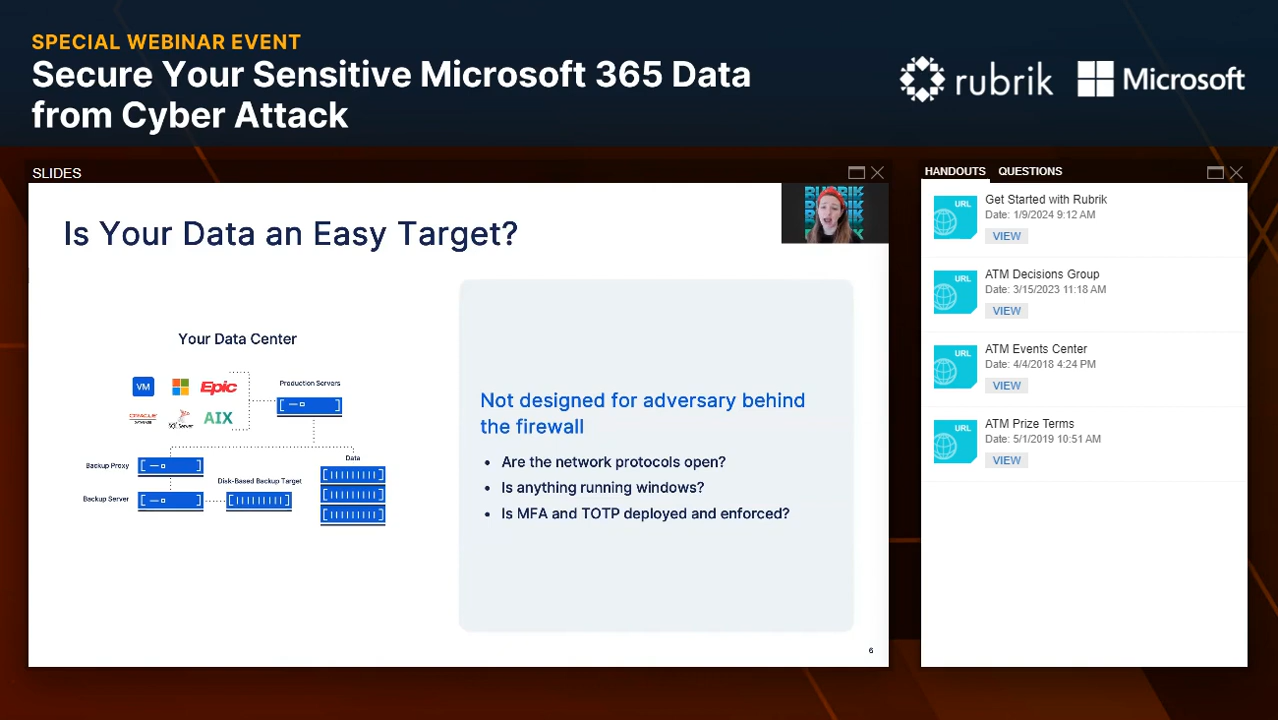 SPECIAL WEBINAR EVENT
Secure Your Sensitive Microsoft 365 Data
from Cyber Attack
rubrik
Microsoft
SLIDES
Is Your Data an Easy Target?
RUBRIK
Your Data Center
VM
Epic
Production Servers
ORACLE
DATABASE
SQL Server
AIX
Backup Proxy
Data
Disk-Based Backup Target
Backup Server
Not designed for adversary behind
the firewall
• Are the network protocols open?
• Is anything running windows?
• Is MFA and TOTP deployed and enforced?
6
HANDOUTS QUESTIONS
URL
Get Started with Rubrik
Date: 1/9/2024 9:12 AM
VIEW
URL
ATM Decisions Group
Date: 3/15/2023 11:18 AM
VIEW
URL
ATM Events Center
Date: 4/4/2018 4:24 PM
VIEW
URL
ATM Prize Terms
Date: 5/1/2019 10:51 AM
VIEW